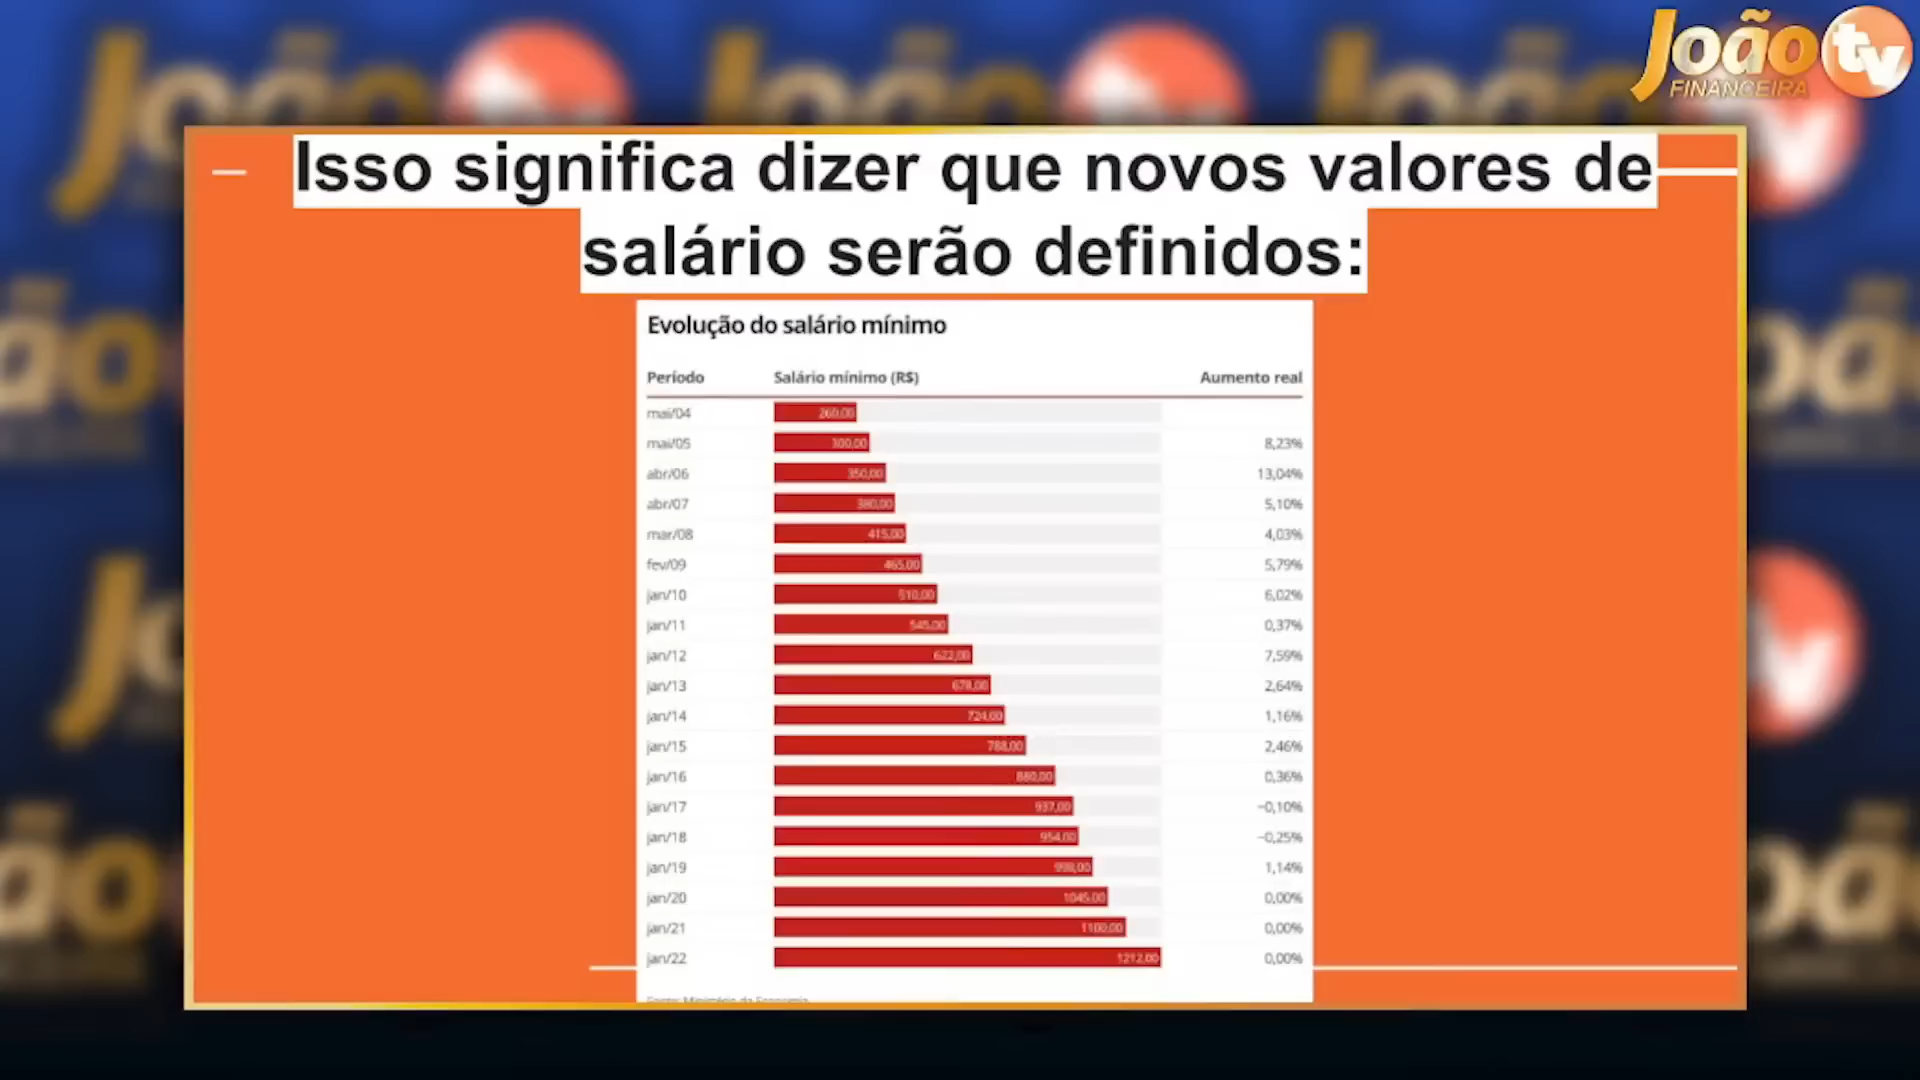 João tv
FINANCEIRA
Isso significa dizer que novos valores de
salário serão definidos:
Evolução do salário mínimo
Período Salário mínimo (R$) Aumento real
mai/04 260,00
mai/05 300,00 8,23%
abr/06 350,00 13,04%
abr/07 380,00 5,10%
mar/08 415,00 4,03%
fev/09 465,00 5,79%
jan/10 510,00 6,02%
jan/11 545,00 0,37%
jan/12 622,00 7,59%
jan/13 678,00 2,64%
jan/14 724,00 1,16%
jan/15 788,00 2,46%
jan/16 880,00 0,36%
jan/17 937,00 −0,10%
jan/18 954,00 −0,25%
jan/19 998,00 1,14%
jan/20 1045,00 0,00%
jan/21 1100,00 0,00%
jan/22 1212,00 0,00%
Fonte: Ministério da Economia